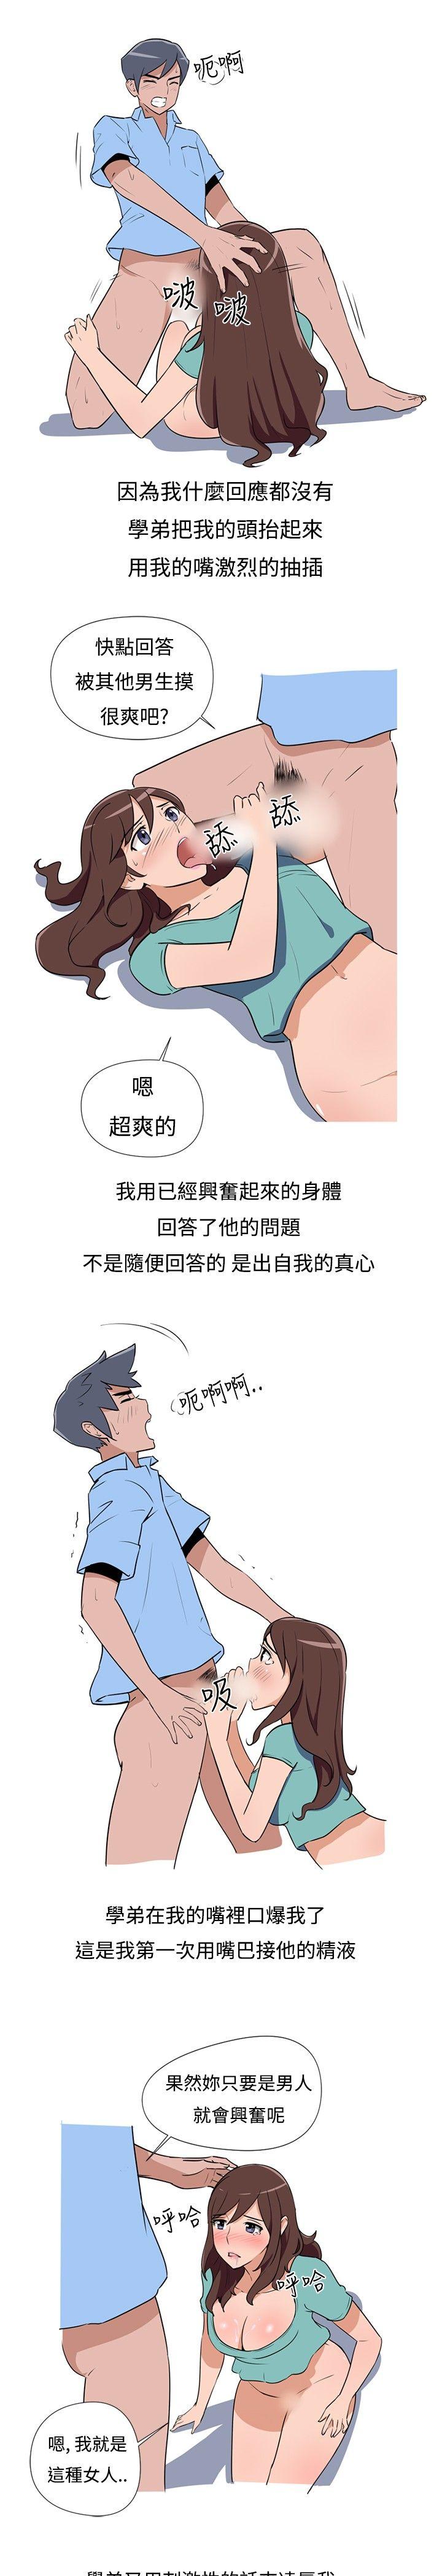 呃啊
啵
啵
因為我什麼回應都沒有
學弟把我的頭抬起來
用我的嘴激烈的抽插
快點回答
被其他男生摸
很爽吧?
舔
舔
嗯
超爽的
我用已經興奮起來的身體
回答了他的問題
不是隨便回答的 是出自我的真心
呃啊啊..
吸
學弟在我的嘴裡口爆我了
這是我第一次用嘴巴接他的精液
果然妳只要是男人
就會興奮呢
呼哈
呼哈
嗯, 我就是
這種女人..